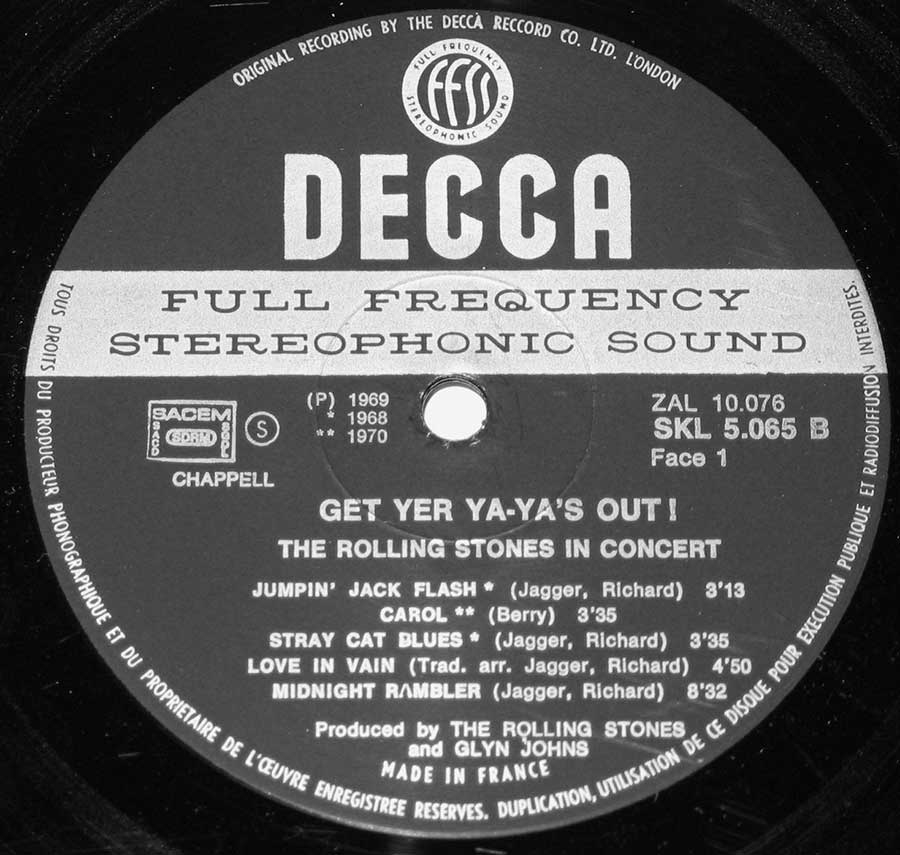 ORIGINAL RECORDING BY THE DECCA RECCORD CO. LTD. LONDON
FULL FREQUENCY
FFSS
STEREOPHONIC SOUND
DECCA
FULL FREQUENCY
STEREOPHONIC SOUND
SACEM
SACD SDRM SGDL
S
CHAPPELL
(P) 1969
* 1968
** 1970
ZAL 10.076
SKL 5.065 B
Face 1
GET YER YA-YA'S OUT!
THE ROLLING STONES IN CONCERT
JUMPIN' JACK FLASH * (Jagger, Richard) 3'13
CAROL ** (Berry) 3'35
STRAY CAT BLUES * (Jagger, Richard) 3'35
LOVE IN VAIN (Trad. arr. Jagger, Richard) 4'50
MIDNIGHT RAMBLER (Jagger, Richard) 8'32
Produced by THE ROLLING STONES
and GLYN JOHNS
MADE IN FRANCE
TOUS DROITS DU PRODUCTEUR PHONOGRAPHIQUE ET DU PROPRIETAIRE DE L'ŒUVRE ENREGISTREE RESERVES. DUPLICATION, UTILISATION DE CE DISQUE POUR EXECUTION PUBLIQUE ET RADIODIFFUSION INTERDITES.